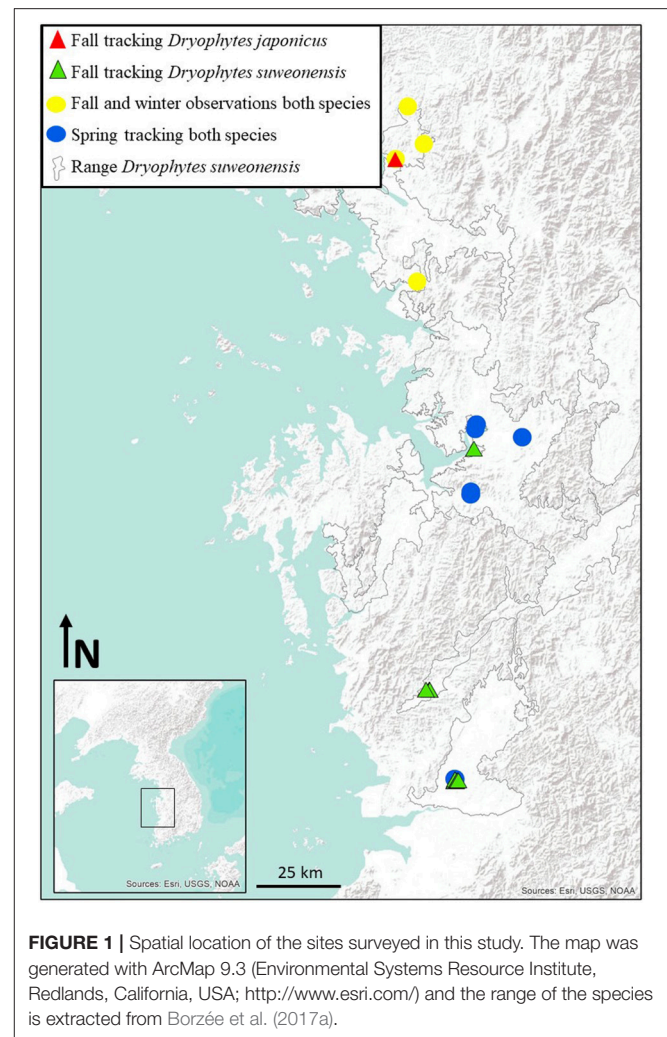 Fall tracking Dryophytes japonicus
Fall tracking Dryophytes suweonensis
Fall and winter observations both species
Spring tracking both species
Range Dryophytes suweonensis
N
Sources: Esri, USGS, NOAA
25 km
Sources: Esri, USGS, NOAA
FIGURE 1 | Spatial location of the sites surveyed in this study. The map was
generated with ArcMap 9.3 (Environmental Systems Resource Institute,
Redlands, California, USA; http://www.esri.com/) and the range of the species
is extracted from Borzée et al. (2017a).